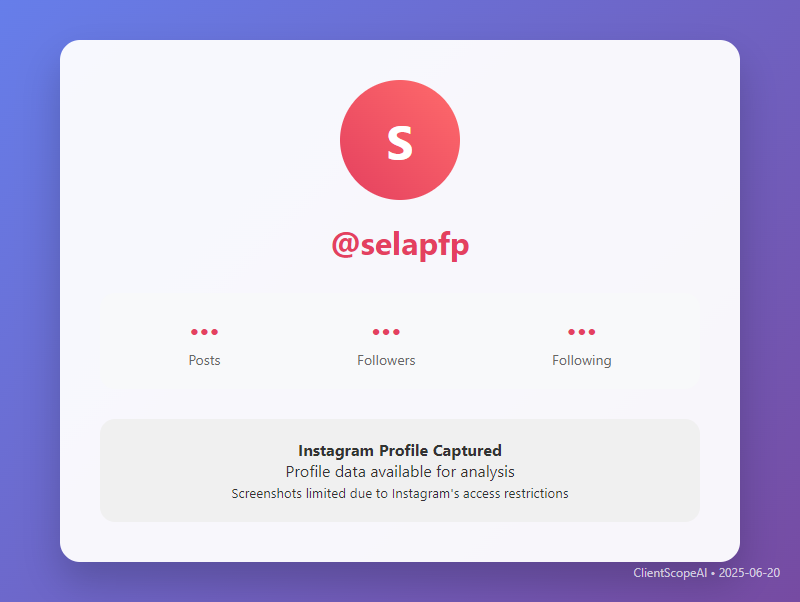 S
@selapfp
••• ••• •••
Posts Followers Following
Instagram Profile Captured
Profile data available for analysis
Screenshots limited due to Instagram's access restrictions
ClientScopeAI • 2025-06-20